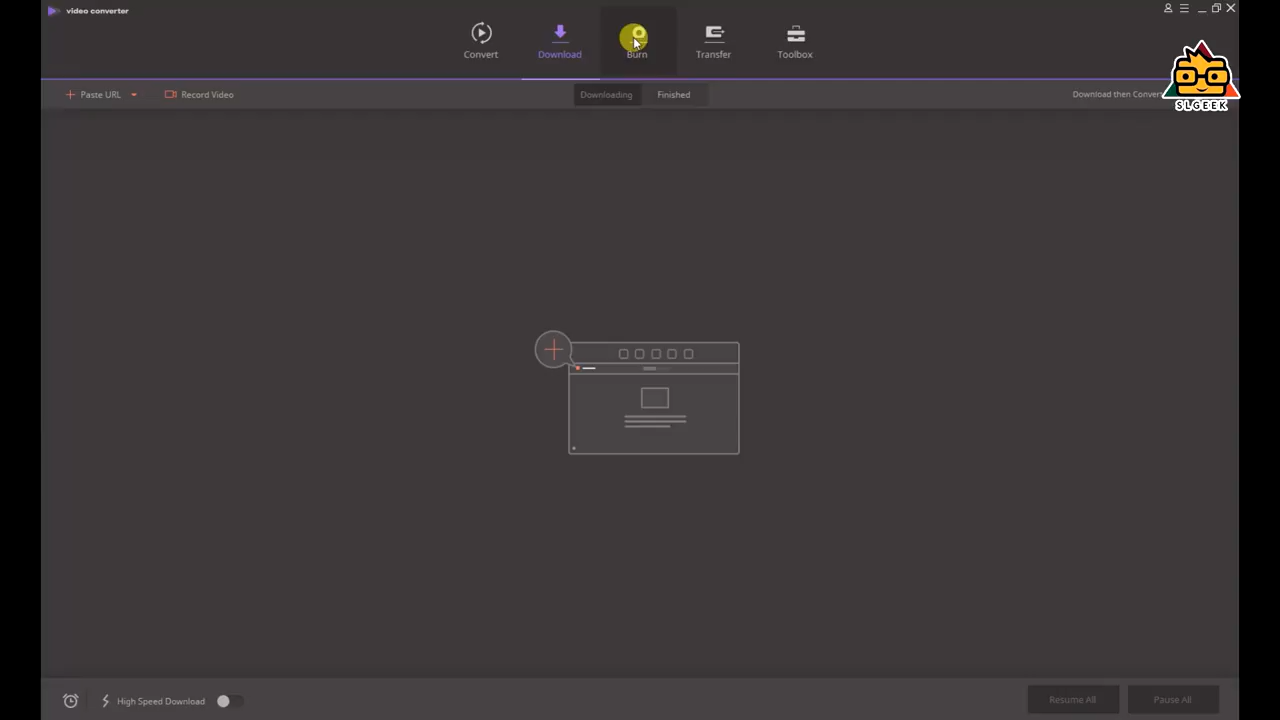 video converter
Convert
Download
Burn
Transfer
Toolbox
Paste URL
Record Video
Downloading
Finished
Download then
SLGEEK
High Speed Download
Resume All
Pause All